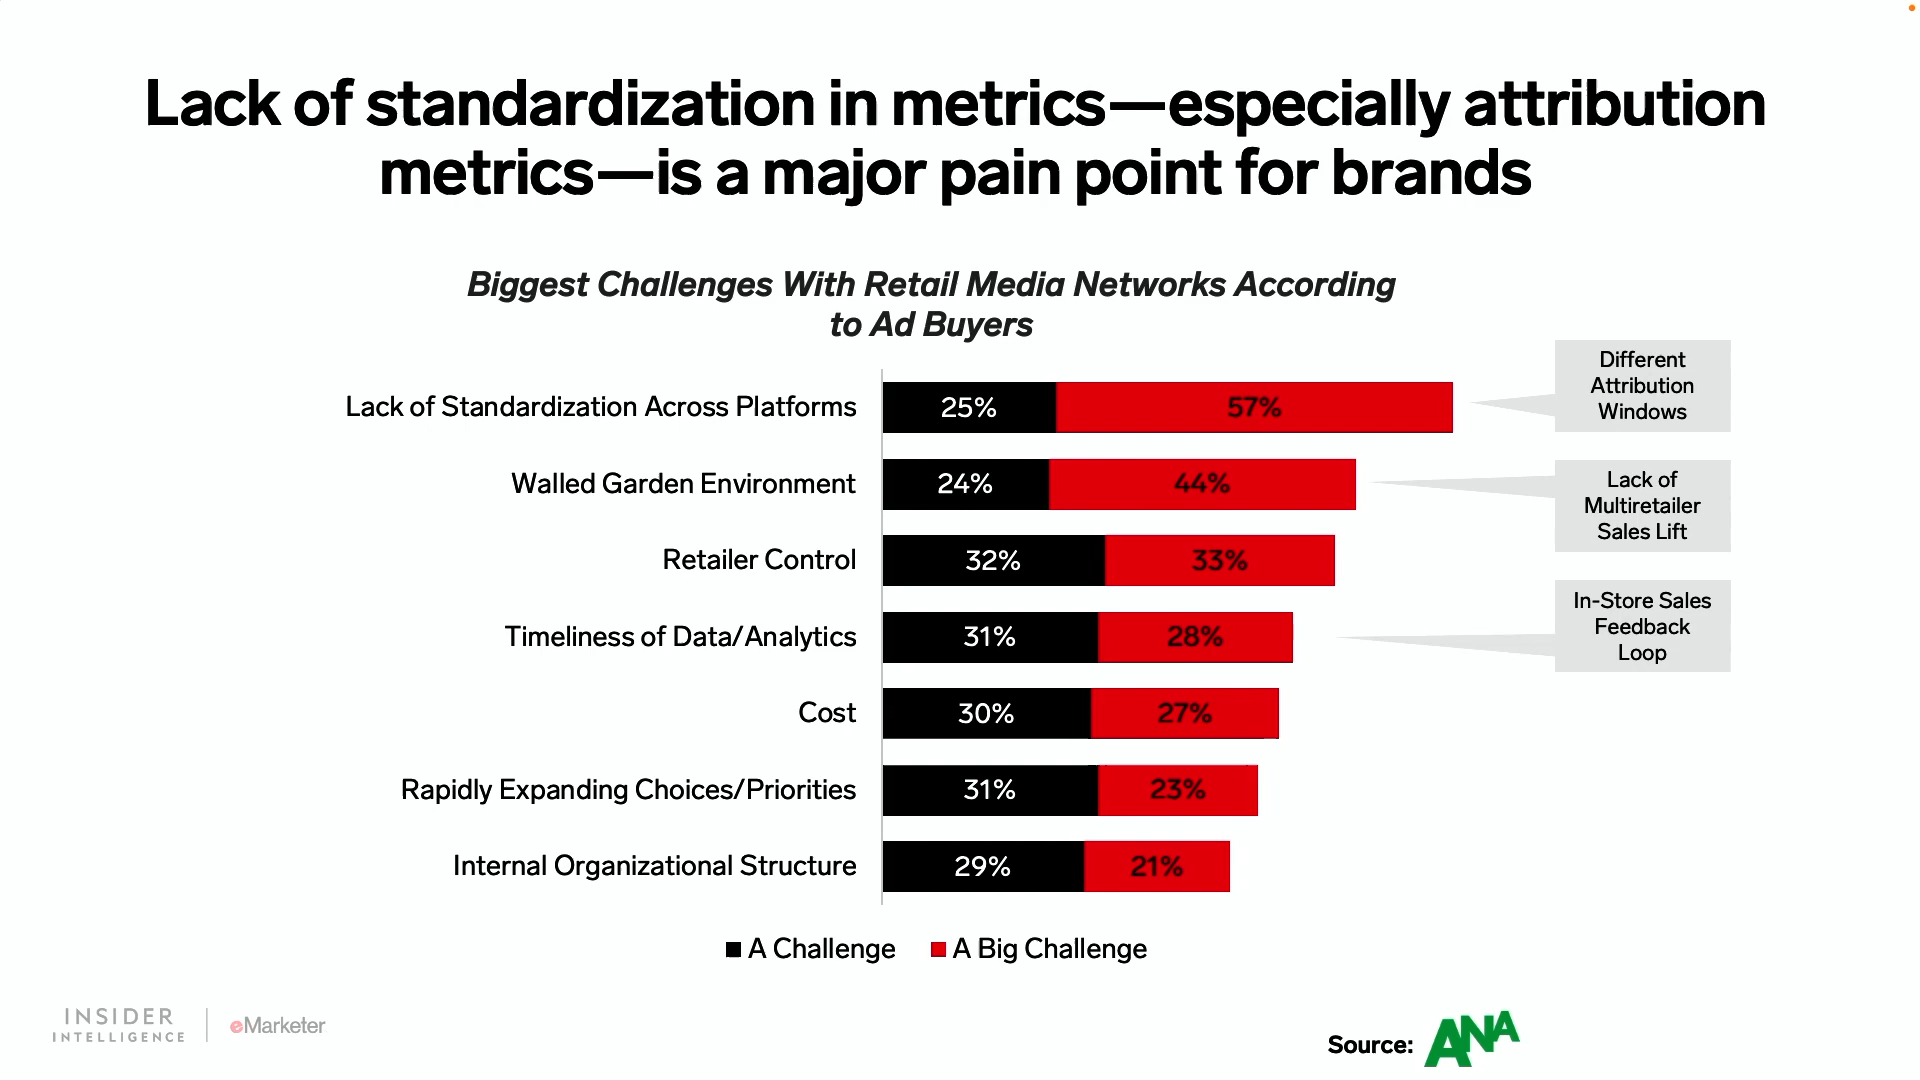 Lack of standardization in metrics—especially attribution
metrics—is a major pain point for brands
Biggest Challenges With Retail Media Networks According
to Ad Buyers
Lack of Standardization Across Platforms 25% 57%
Different
Attribution
Windows
Walled Garden Environment 24% 44%
Lack of
Multiretailer
Sales Lift
Retailer Control 32% 33%
Timeliness of Data/Analytics 31% 28%
In-Store Sales
Feedback
Loop
Cost 30% 27%
Rapidly Expanding Choices/Priorities 31% 23%
Internal Organizational Structure 29% 21%
A Challenge A Big Challenge
INSIDER
INTELLIGENCE
eMarketer
Source: ANA